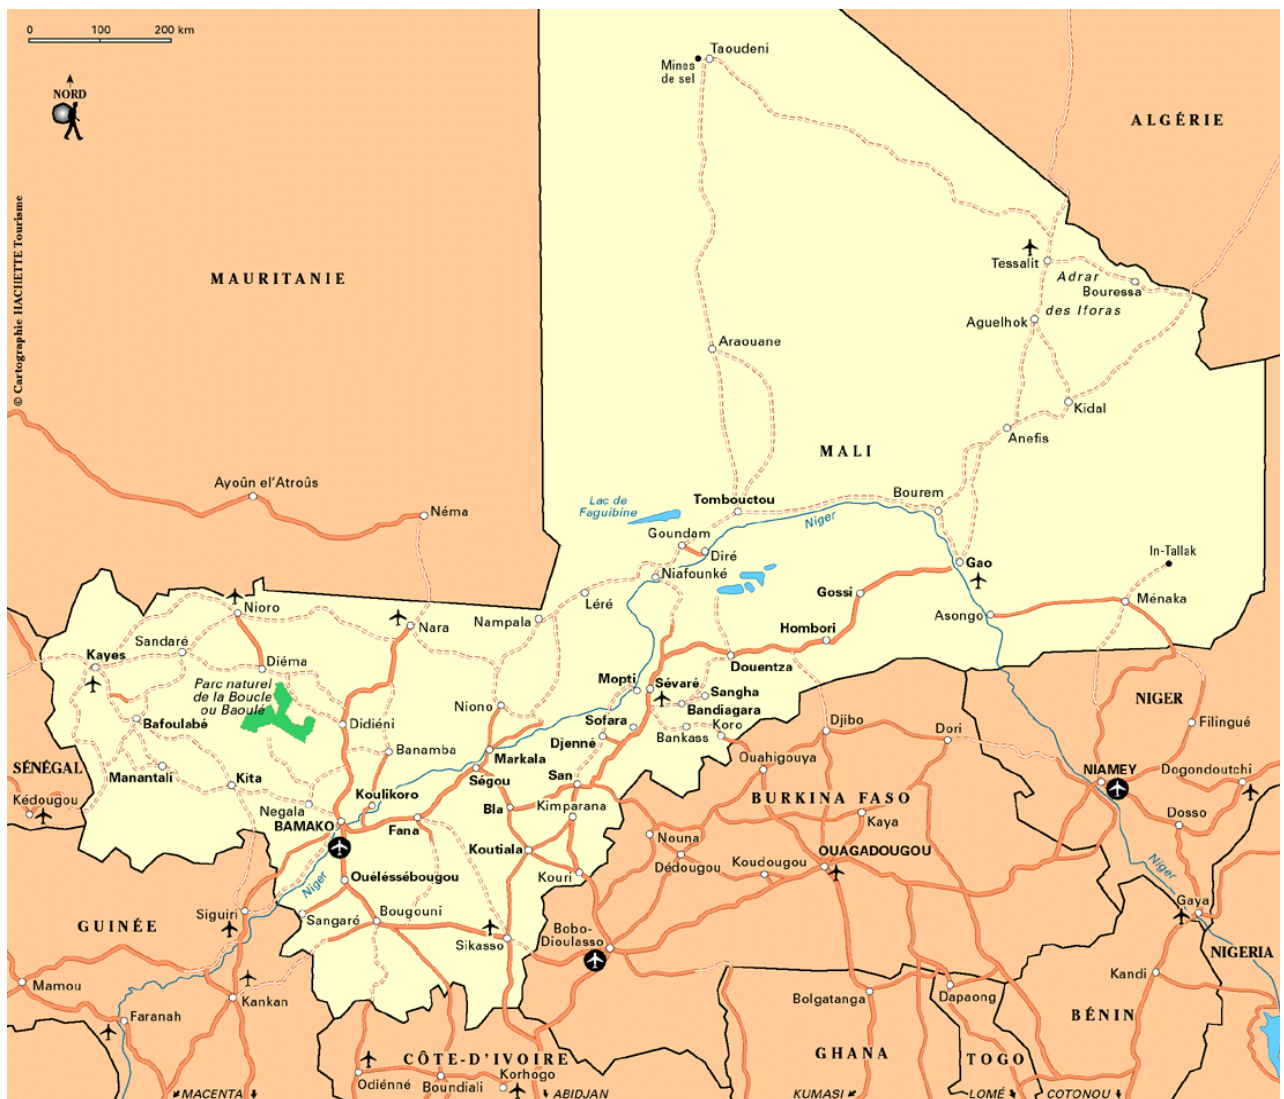 0 100 200 km
NORD
© Cartographie HACHETTE Tourisme
Taoudeni
Mines
de sel
ALGÉRIE
MAURITANIE
Tessalit
Adrar
Bouressa
des Iforas
Aguelhok
Araouane
Kidal
Anefis
MALI
Ayoûn el'Atroûs
Néma
Lac de
Faguibine
Tombouctou
Niger
Bourem
Goundam
Diré
Niafounké
Gao
In-Tallak
Gossi
Léré
Asongo
Ménaka
Nioro
Nara
Nampala
Hombori
Sandaré
Kayes
Diéma
Douentza
Parc naturel
de la Boucle
ou Baoulé
Mopti
Sévaré
Sangha
Bandiagara
NIGER
Niono
Sofara
Koro
Bafoulabé
Didiéni
Djenné
Bankass
Djibo
Dori
Filingué
Banamba
Markala
Ouahigouya
SÉNÉGAL
Manantali
Kita
Ségou
San
NIAMEY
Dogondoutchi
Kédougou
Koulikoro
Negala
Bla
Kimparana
BURKINA FASO
BAMAKO
Fana
Kaya
Dosso
Nouna
Koutiala
OUAGADOUGOU
Koudougou
Dédougou
Kouri
Niger
Ouéléssébougou
Niger
Siguiri
Sangaré
Bougouni
Gaya
GUINÉE
Sikasso
Bobo-
Dioulasso
NIGERIA
Kandi
Mamou
Kankan
Bolgatanga
Dapaong
Faranah
BÉNIN
CÔTE-D'IVOIRE
GHANA
TOGO
Odiénné
Boundiali
Korhogo
MACENTA
ABIDJAN
KUMASI
LOMÉ
COTONOU